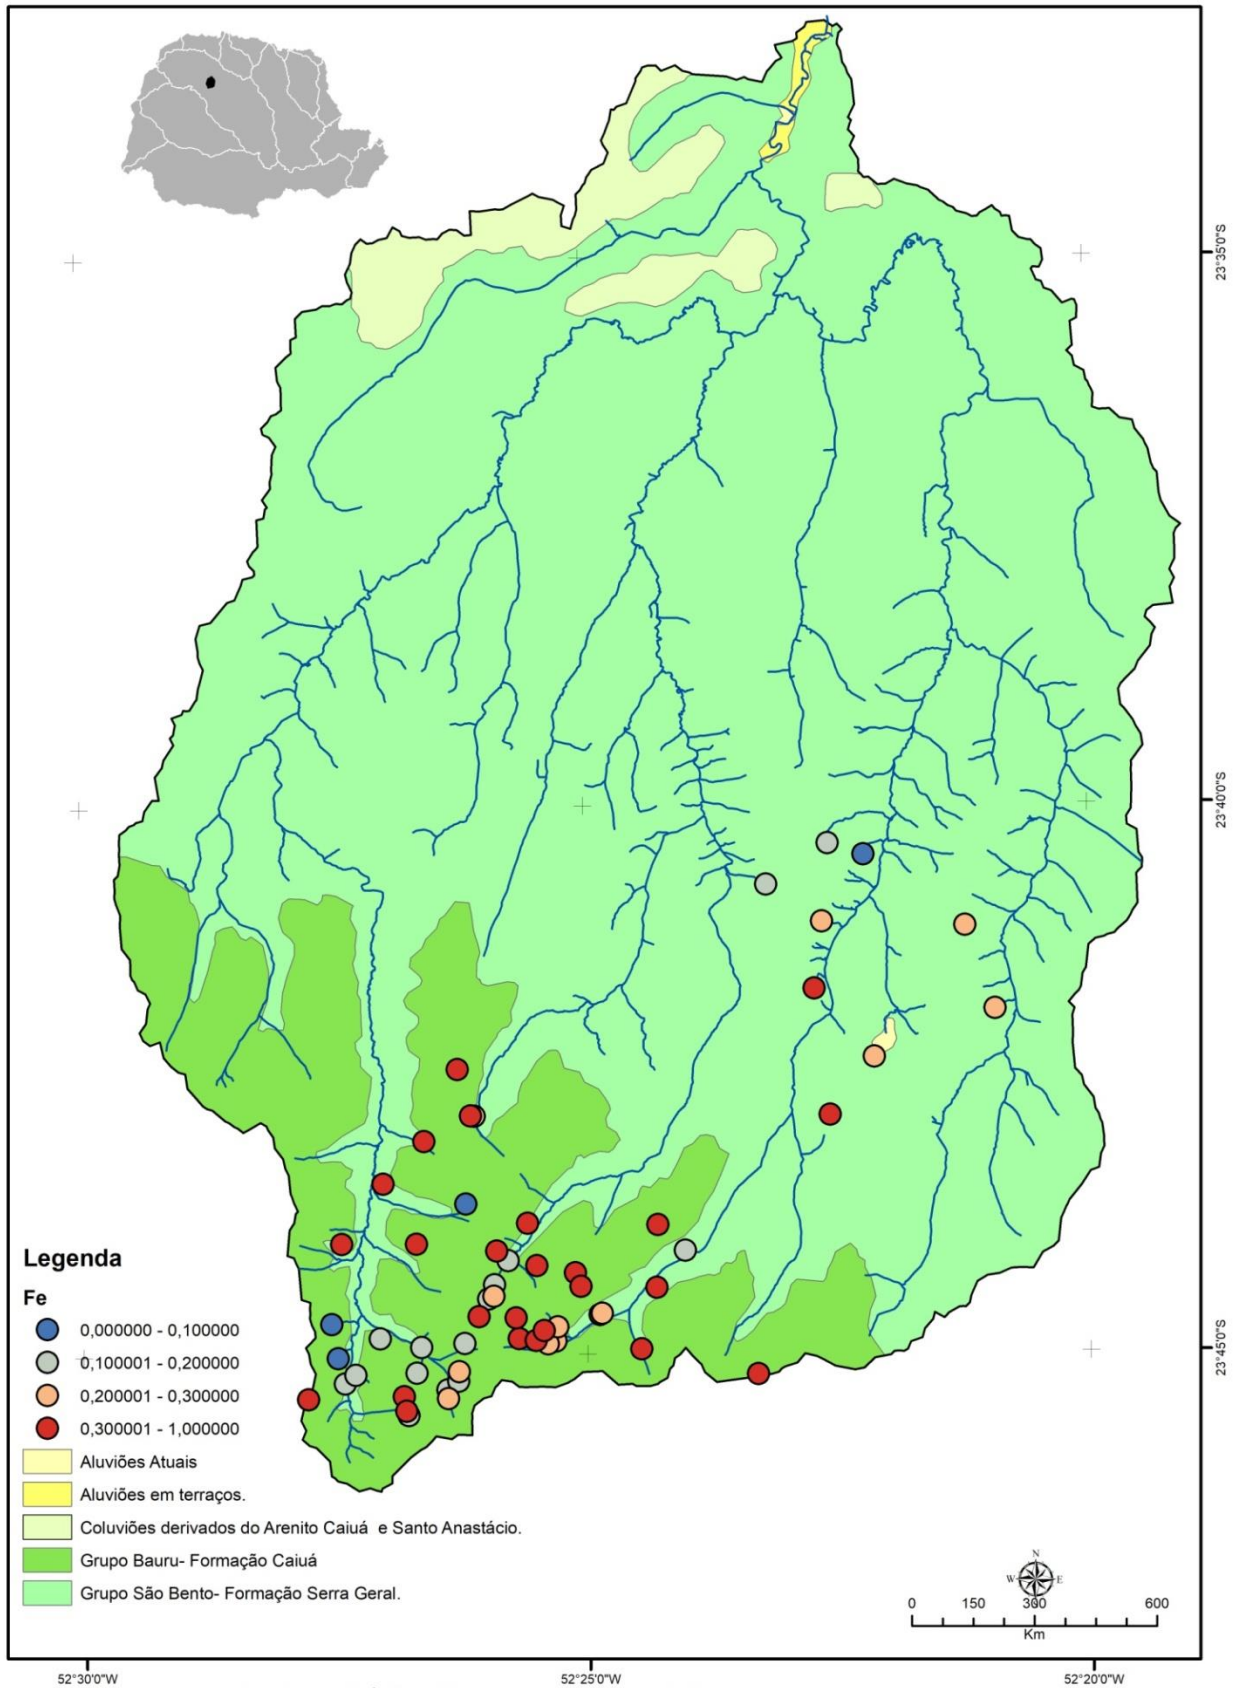 23°35'0"S
23°40'0"S
23°45'0"S
Legenda
Fe
0,000000 - 0,100000
0,100001 - 0,200000
0,200001 - 0,300000
0,300001 - 1,000000
Aluviões Atuais
Aluviões em terraços.
Coluviões derivados do Arenito Caiuá e Santo Anastácio.
Grupo Bauru- Formação Caiuá
Grupo São Bento- Formação Serra Geral.
N
W E
S
0 150 300 600
Km
52°30'0"W 52°25'0"W 52°20'0"W